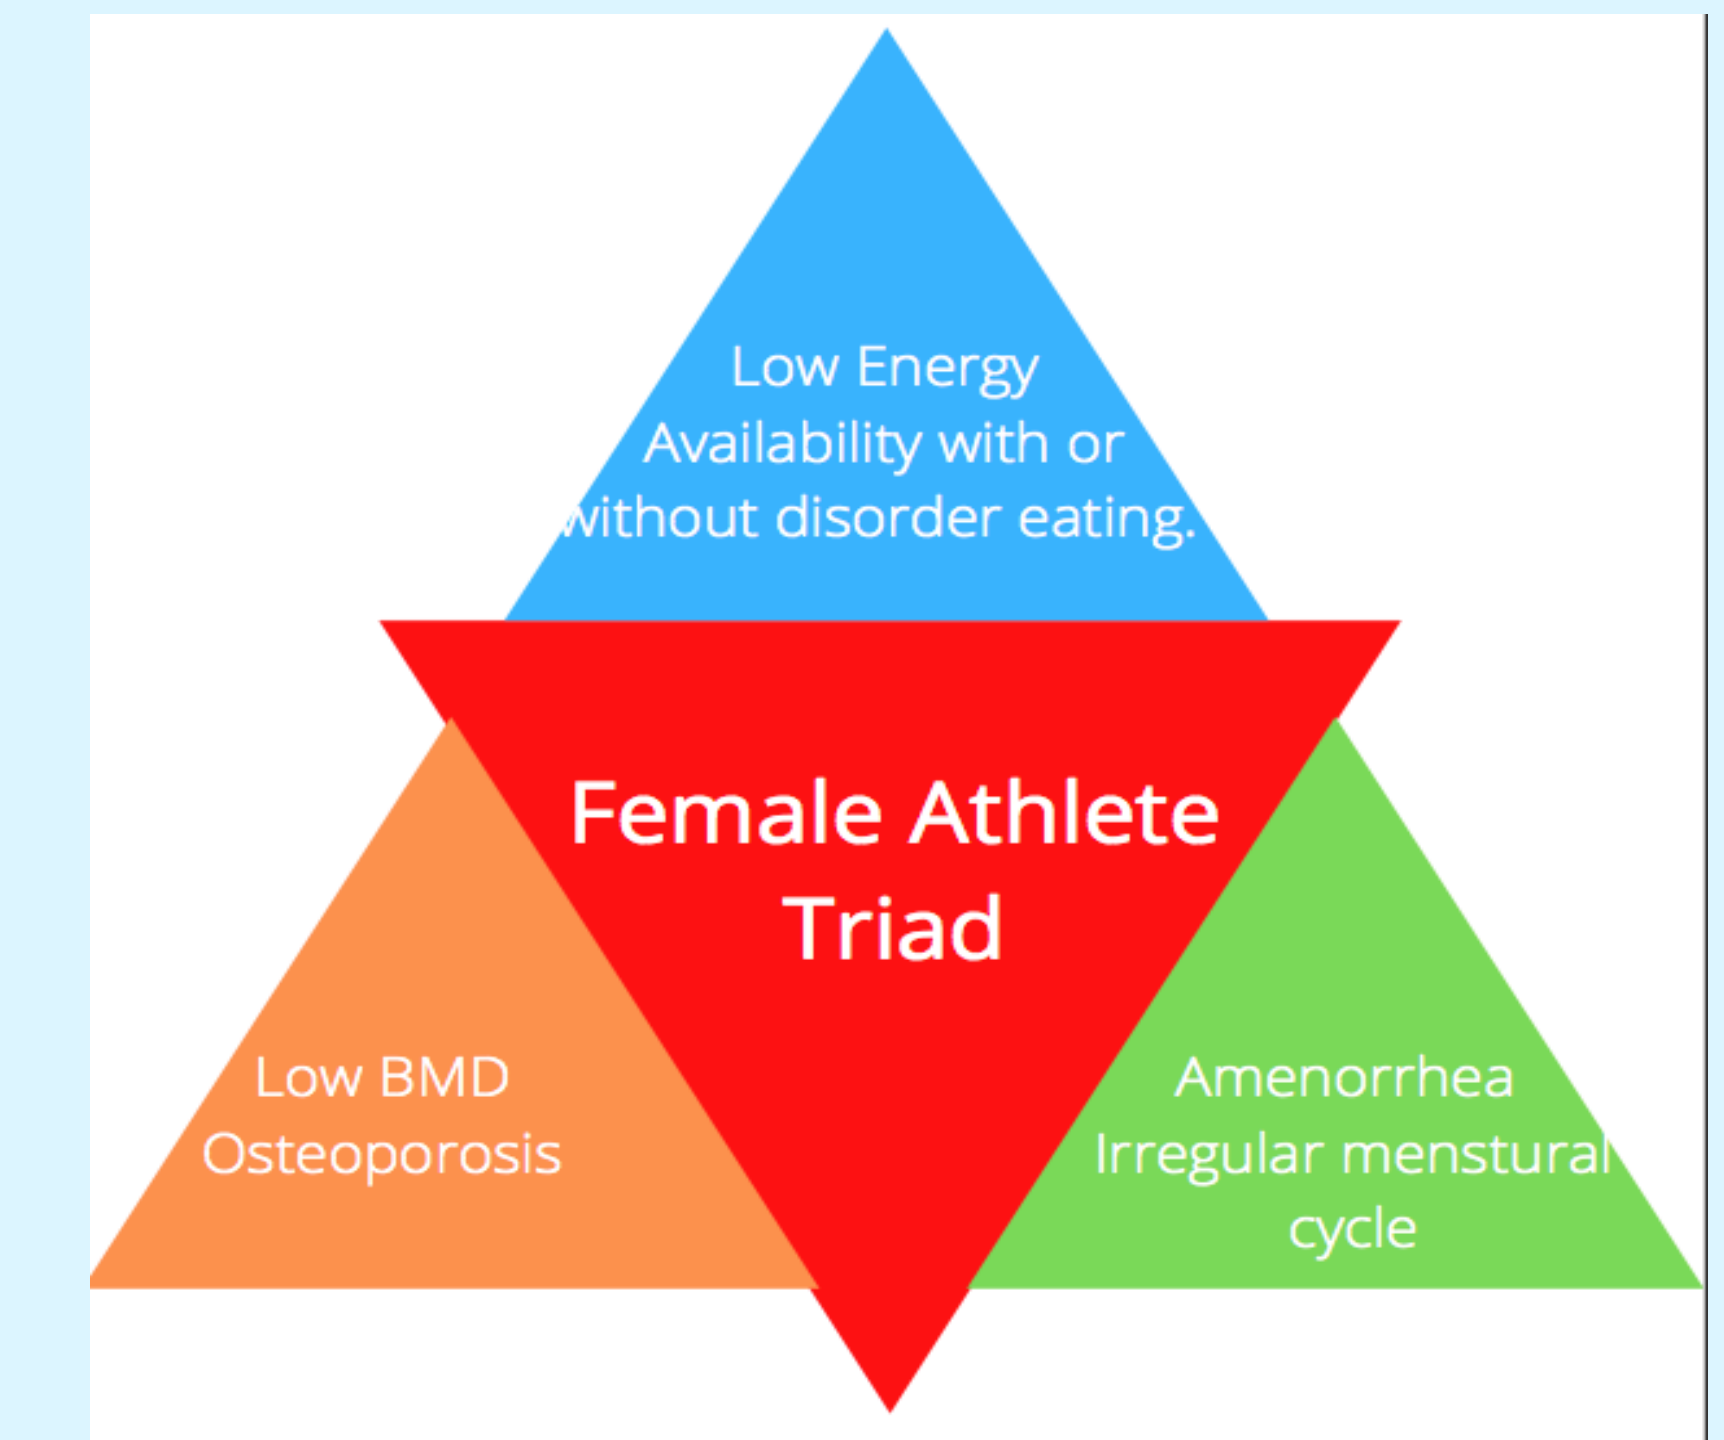 Low Energy
Availability with or
without disorder eating.
Female Athlete
Triad
Low BMD
Osteoporosis
Amenorrhea
Irregular menstural
cycle